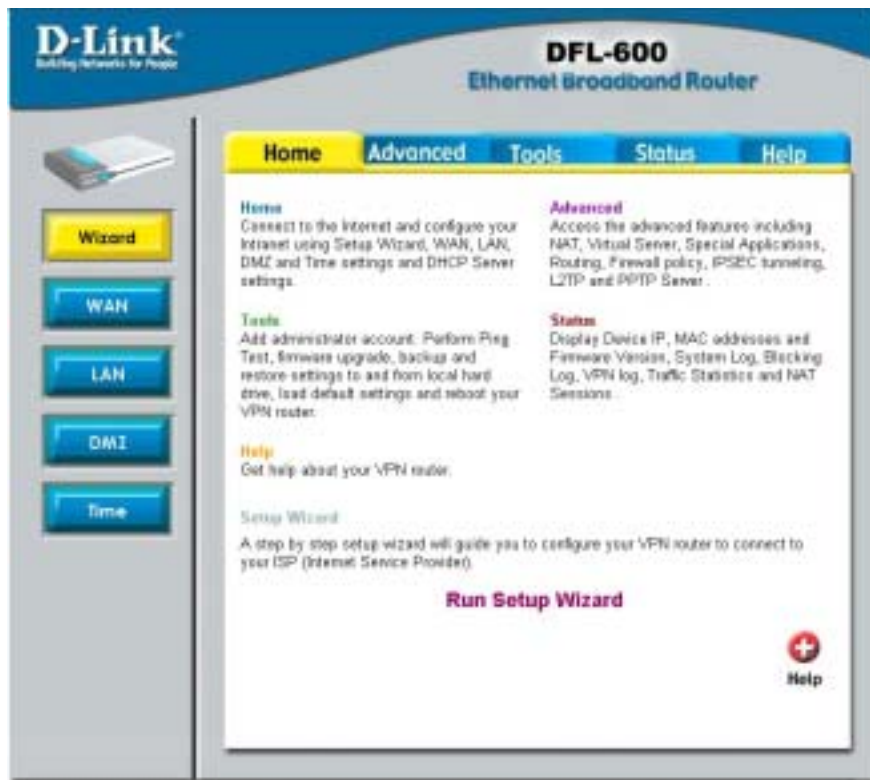 D-Link
Building Networks for People
DFL-600
Ethernet Broadband Router
Home
Advanced
Tools
Status
Help
Wizard
WAN
LAN
DMZ
Time
Home
Connect to the Internet and configure your
Intranet using Setup Wizard, WAN, LAN,
DMZ and Time settings and DHCP Server
settings.
Advanced
Access the advanced features including
NAT, Virtual Server, Special Applications,
Routing, Firewall policy, IPSEC tunneling,
L2TP and PPTP Server .
Tools
Add administrator account. Perform Ping
Test, firmware upgrade, backup and
restore settings to and from local hard
drive, load default settings and reboot your
VPN router.
Status
Display Device IP, MAC addresses and
Firmware Version, System Log, Blocking
Log, VPN log, Traffic Statistics and NAT
Sessions .
Help
Get help about your VPN router.
Setup Wizard
A step by step setup wizard will guide you to configure your VPN router to connect to
your ISP (Internet Service Provider).
Run Setup Wizard
Help